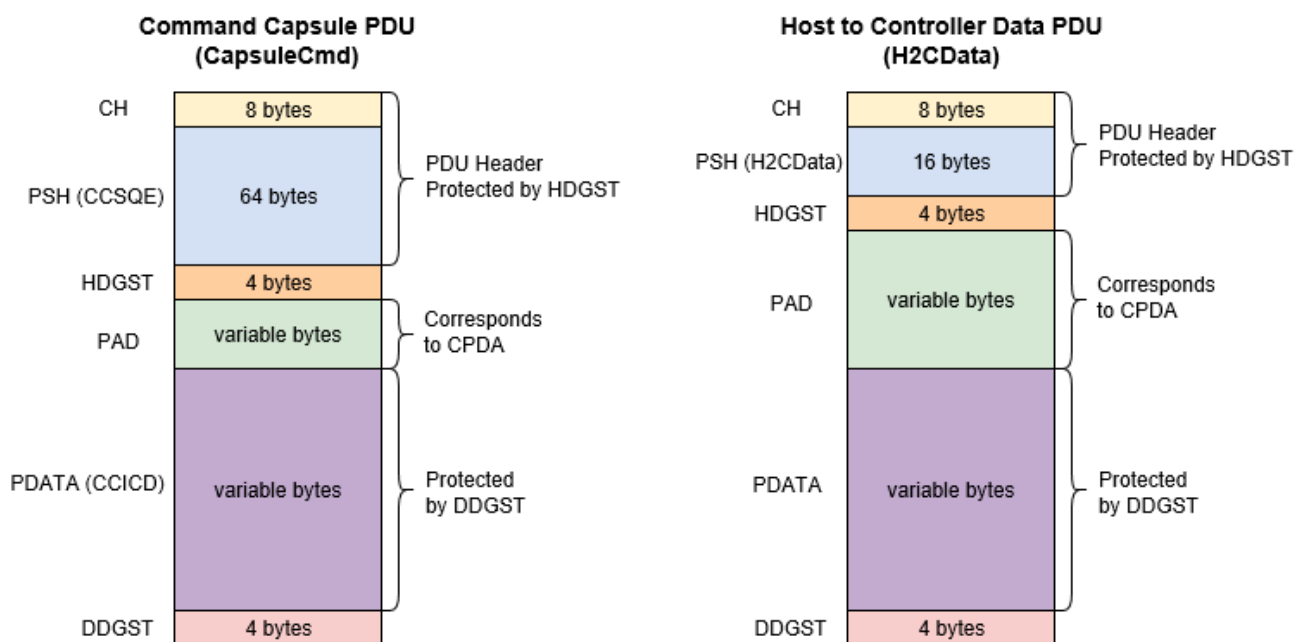 Command Capsule PDU
(CapsuleCmd)
CH
8 bytes
PSH (CCSQE)
64 bytes
PDU Header
Protected by HDGST
HDGST
4 bytes
PAD
variable bytes
Corresponds
to CPDA
PDATA (CCICD)
variable bytes
Protected
by DDGST
DDGST
4 bytes
Host to Controller Data PDU
(H2CData)
CH
8 bytes
PSH (H2CData)
16 bytes
PDU Header
Protected by HDGST
HDGST
4 bytes
PAD
variable bytes
Corresponds
to CPDA
PDATA
variable bytes
Protected
by DDGST
DDGST
4 bytes